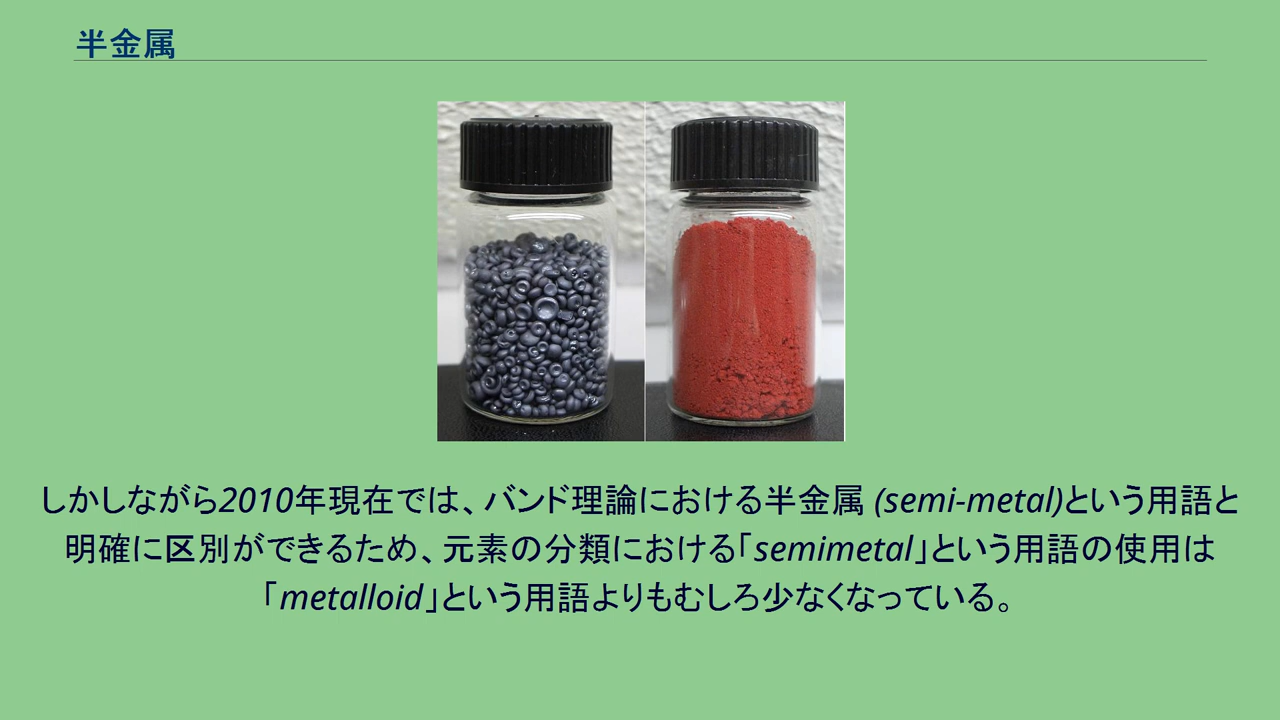 半金属
しかしながら2010年現在では、バンド理論における半金属 (semi-metal)という用語と
明確に区別ができるため、元素の分類における「semimetal」という用語の使用は
「metalloid」という用語よりもむしろ少なくなっている。